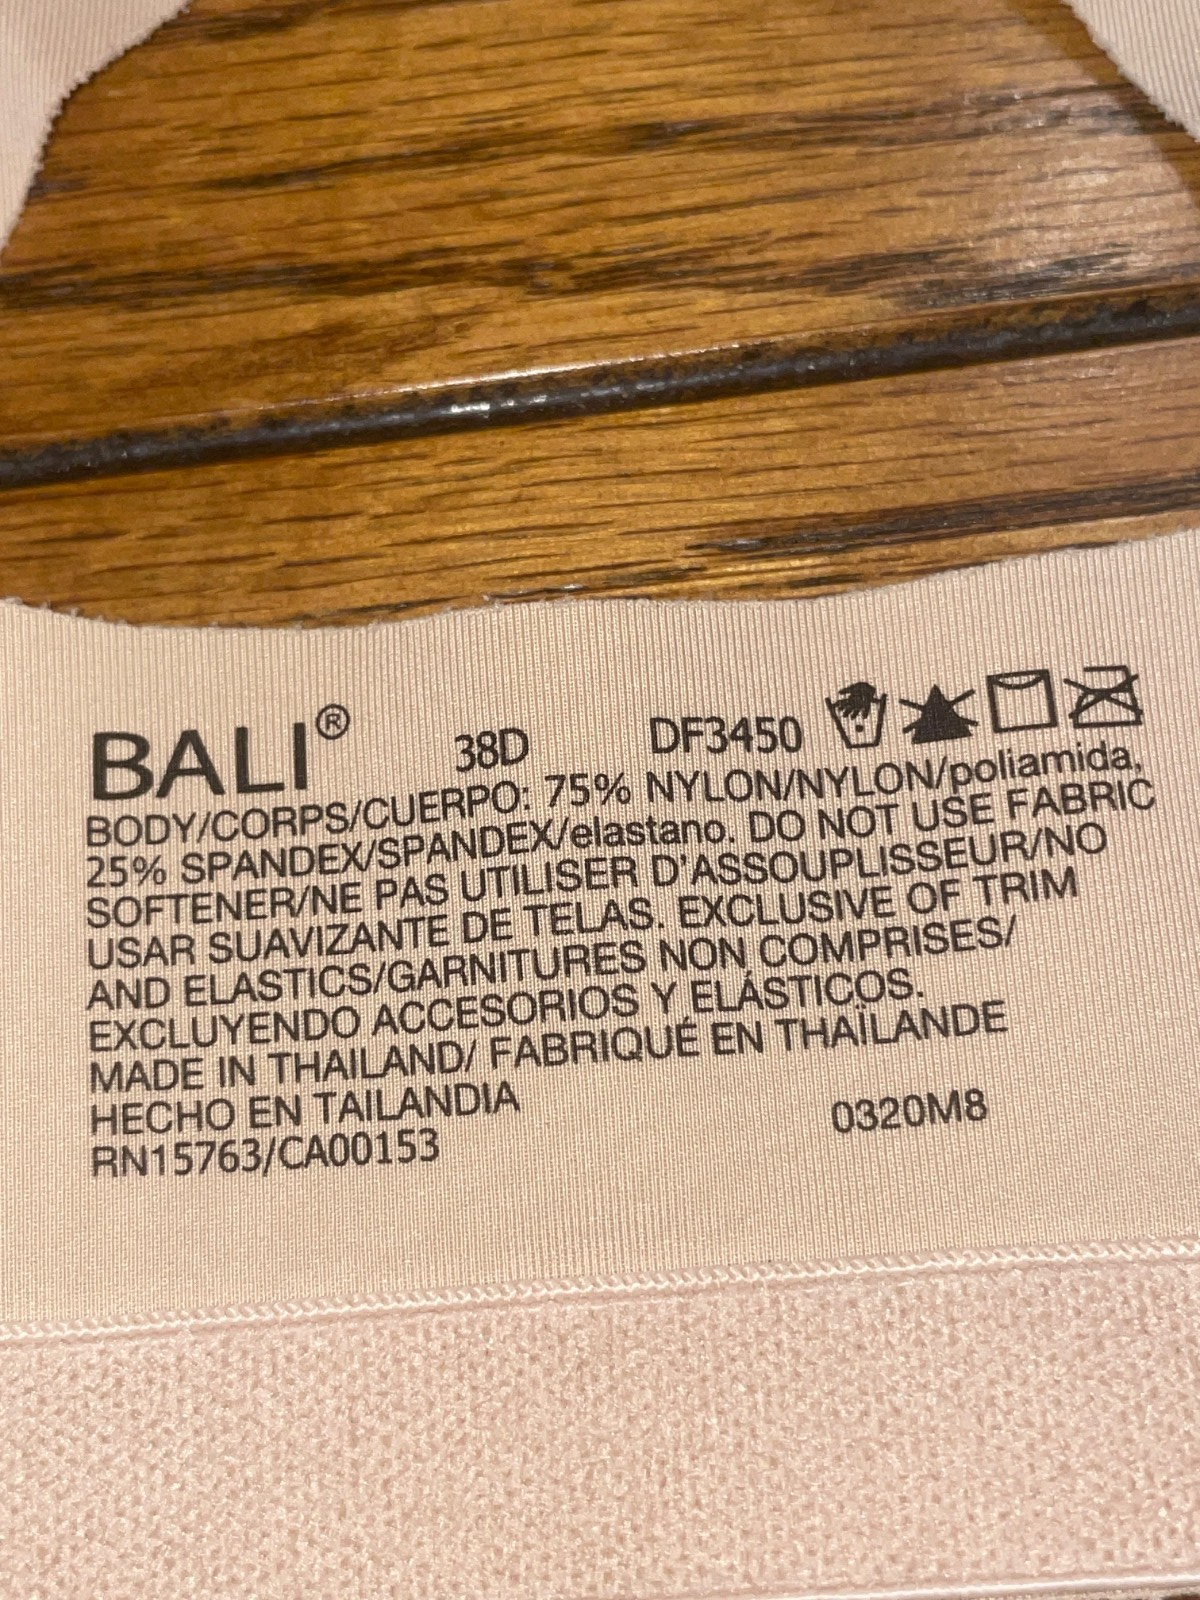 BALI® 38D DF3450
BODY/CORPS/CUERPO: 75% NYLON/NYLON/poliamida,
25% SPANDEX/SPANDEX/elastano. DO NOT USE FABRIC
SOFTENER/NE PAS UTILISER D'ASSOUPLISSEUR/NO
USAR SUAVIZANTE DE TELAS. EXCLUSIVE OF TRIM
AND ELASTICS/GARNITURES NON COMPRISES/
EXCLUYENDO ACCESORIOS Y ELÁSTICOS.
MADE IN THAILAND/ FABRIQUÉ EN THAÏLANDE
HECHO EN TAILANDIA
RN15763/CA00153 0320M8